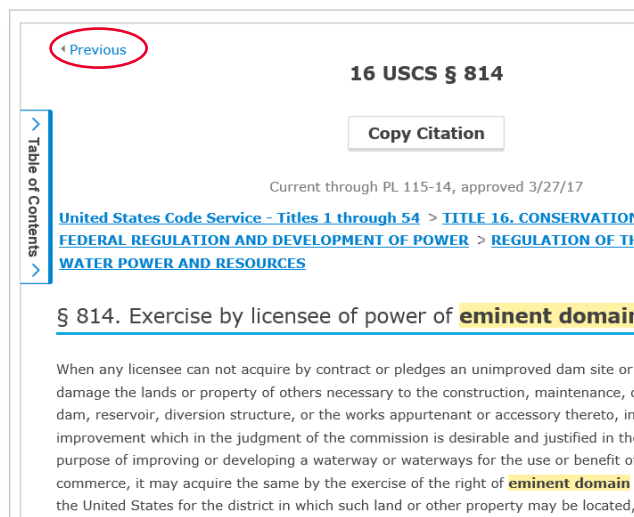 Previous
16 USCS § 814
Copy Citation
Table of Contents
Current through PL 115-14, approved 3/27/17
United States Code Service - Titles 1 through 54 > TITLE 16. CONSERVATION
FEDERAL REGULATION AND DEVELOPMENT OF POWER > REGULATION OF
WATER POWER AND RESOURCES
§ 814. Exercise by licensee of power of eminent domain
When any licensee can not acquire by contract or pledges an unimproved dam site or
damage the lands or property of others necessary to the construction, maintenance,
dam, reservoir, diversion structure, or the works appurtenant or accessory thereto, in
improvement which in the judgment of the commission is desirable and justified in the
purpose of improving or developing a waterway or waterways for the use or benefit
commerce, it may acquire the same by the exercise of the right of eminent domain
the United States for the district in which such land or other property may be located,